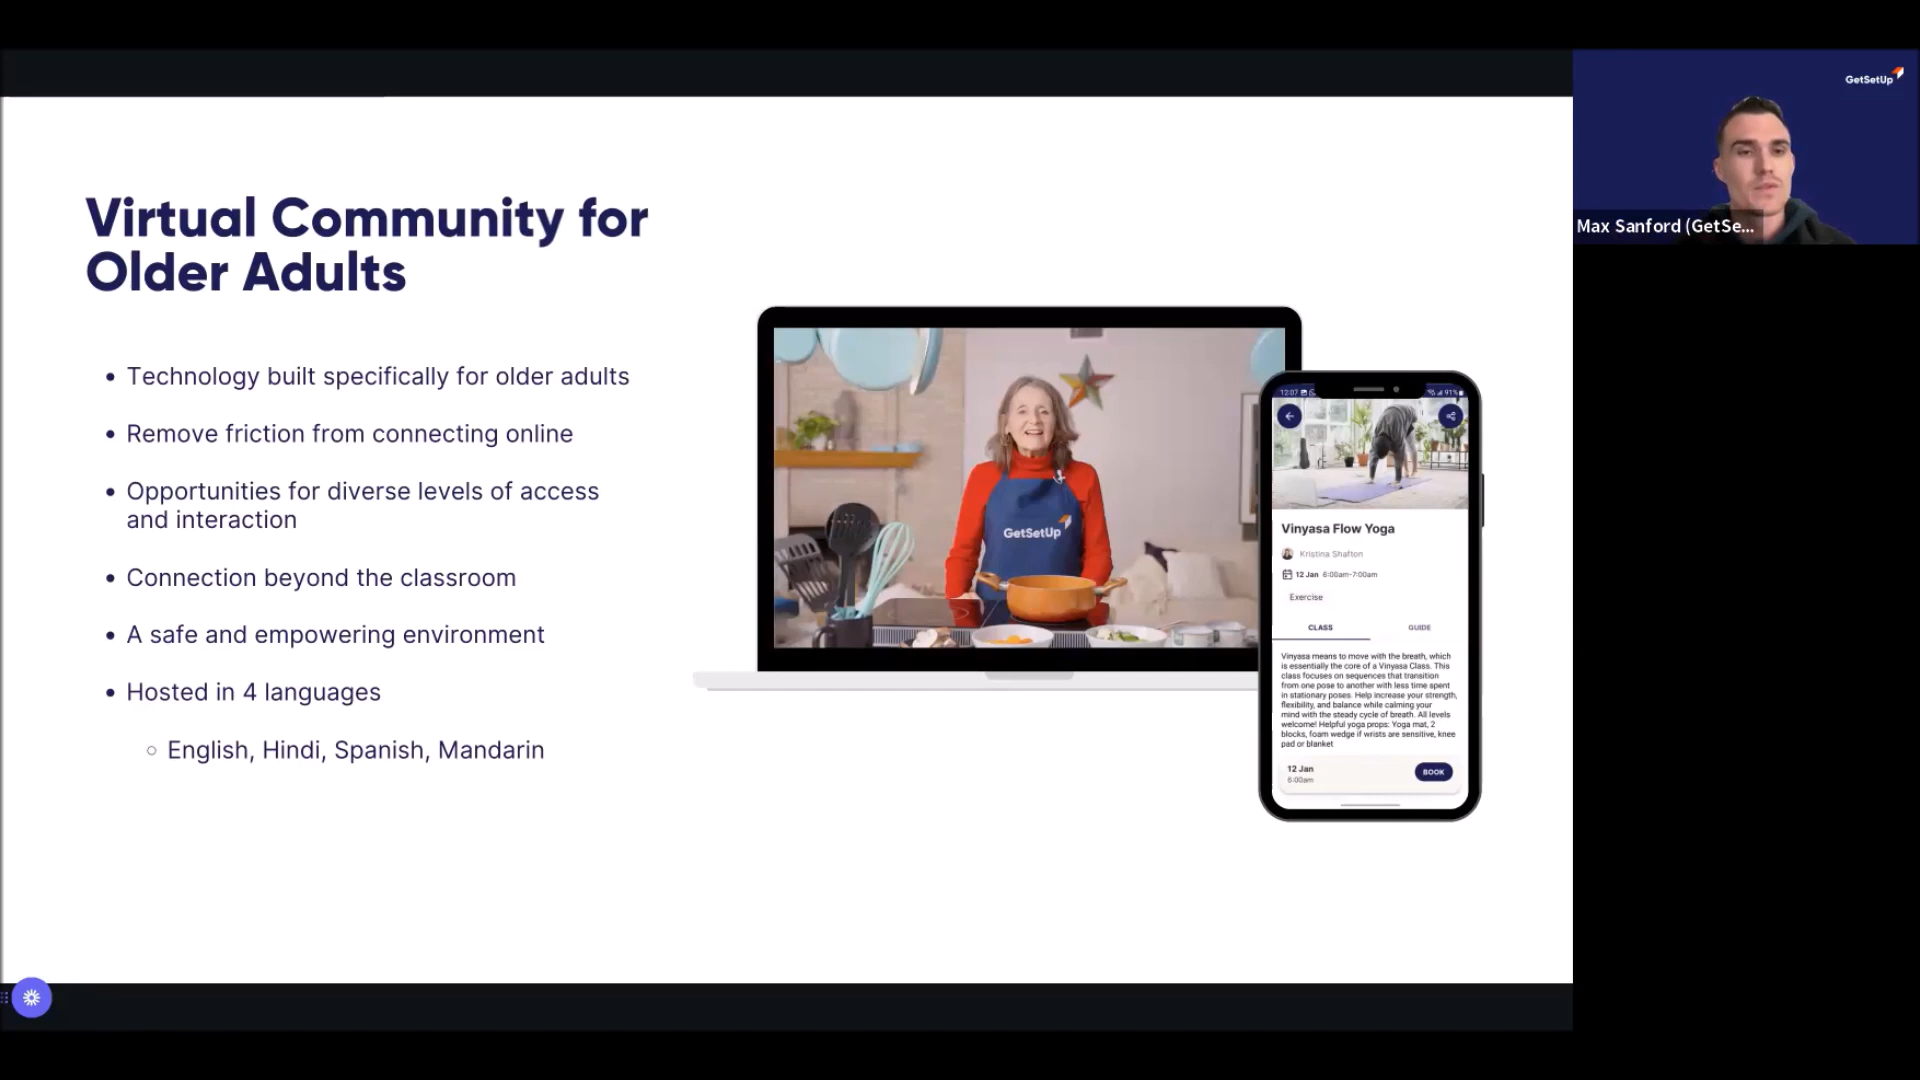 GetSetUp
Max Sanford (GetSe...
Virtual Community for
Older Adults
Technology built specifically for older adults
Remove friction from connecting online
Opportunities for diverse levels of access
and interaction
Connection beyond the classroom
A safe and empowering environment
Hosted in 4 languages
English, Hindi, Spanish, Mandarin
GetSetUp
12:07
91%
Vinyasa Flow Yoga
Kristina Shafton
12 Jan 6:00am-7:00am
Exercise
CLASS GUIDE
Vinyasa means to move with the breath, which
is essentially the core of a Vinyasa Class. This
class focuses on sequences that transition
from one pose to another with less time spent
in stationary poses. Help increase your strength,
flexibility, and balance while calming your
mind with the steady cycle of breath. All levels
welcome! Helpful yoga props: Yoga mat, 2
blocks, foam wedge if wrists are sensitive, knee
pad or blanket
12 Jan
6:00am
BOOK